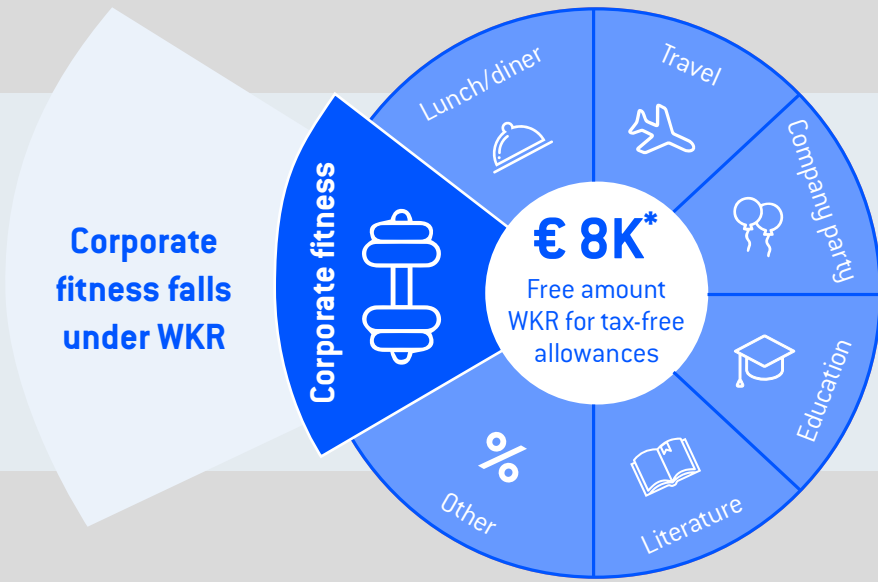 Corporate
fitness falls
under WKR
Corporate fitness
Lunch/diner
Travel
Company party
Education
Literature
Other
€ 8K*
Free amount
WKR for tax-free
allowances